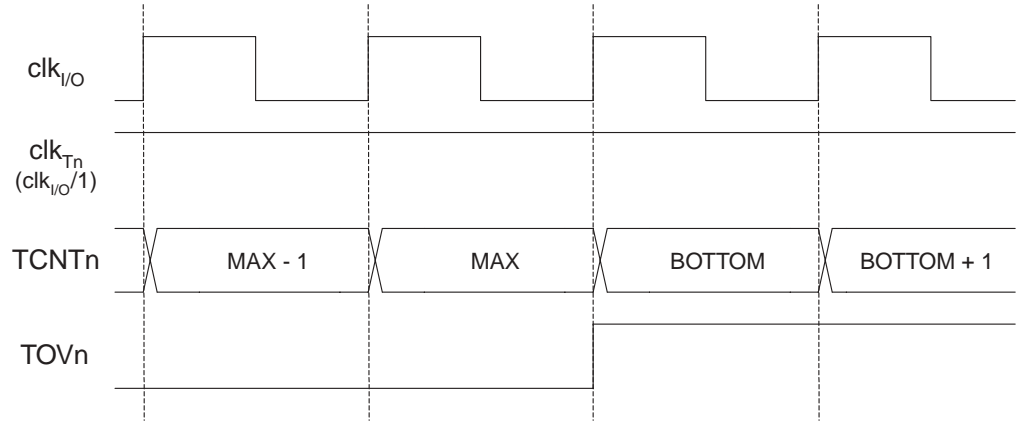 clkI/O
clkTn
(clkI/O/1)
TCNTn MAX - 1 MAX BOTTOM BOTTOM + 1
TOVn